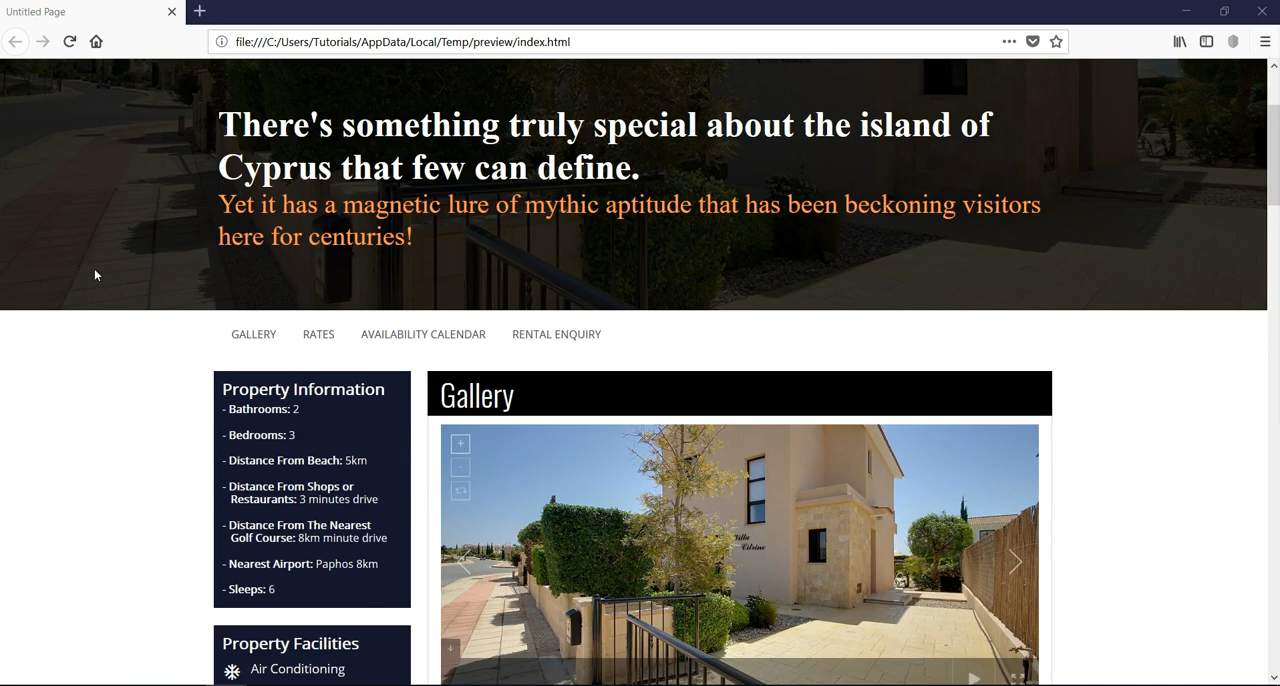 Untitled Page
file:///C:/Users/Tutorials/AppData/Local/Temp/preview/index.html
There's something truly special about the island of
Cyprus that few can define.
Yet it has a magnetic lure of mythic aptitude that has been beckoning visitors
here for centuries!
GALLERY RATES AVAILABILITY CALENDAR RENTAL ENQUIRY
Property Information
- Bathrooms: 2
- Bedrooms: 3
- Distance From Beach: 5km
- Distance From Shops or
Restaurants: 3 minutes drive
- Distance From The Nearest
Golf Course: 8km minute drive
- Nearest Airport: Paphos 8km
- Sleeps: 6
Property Facilities
Air Conditioning
Gallery
Villa
Citrine